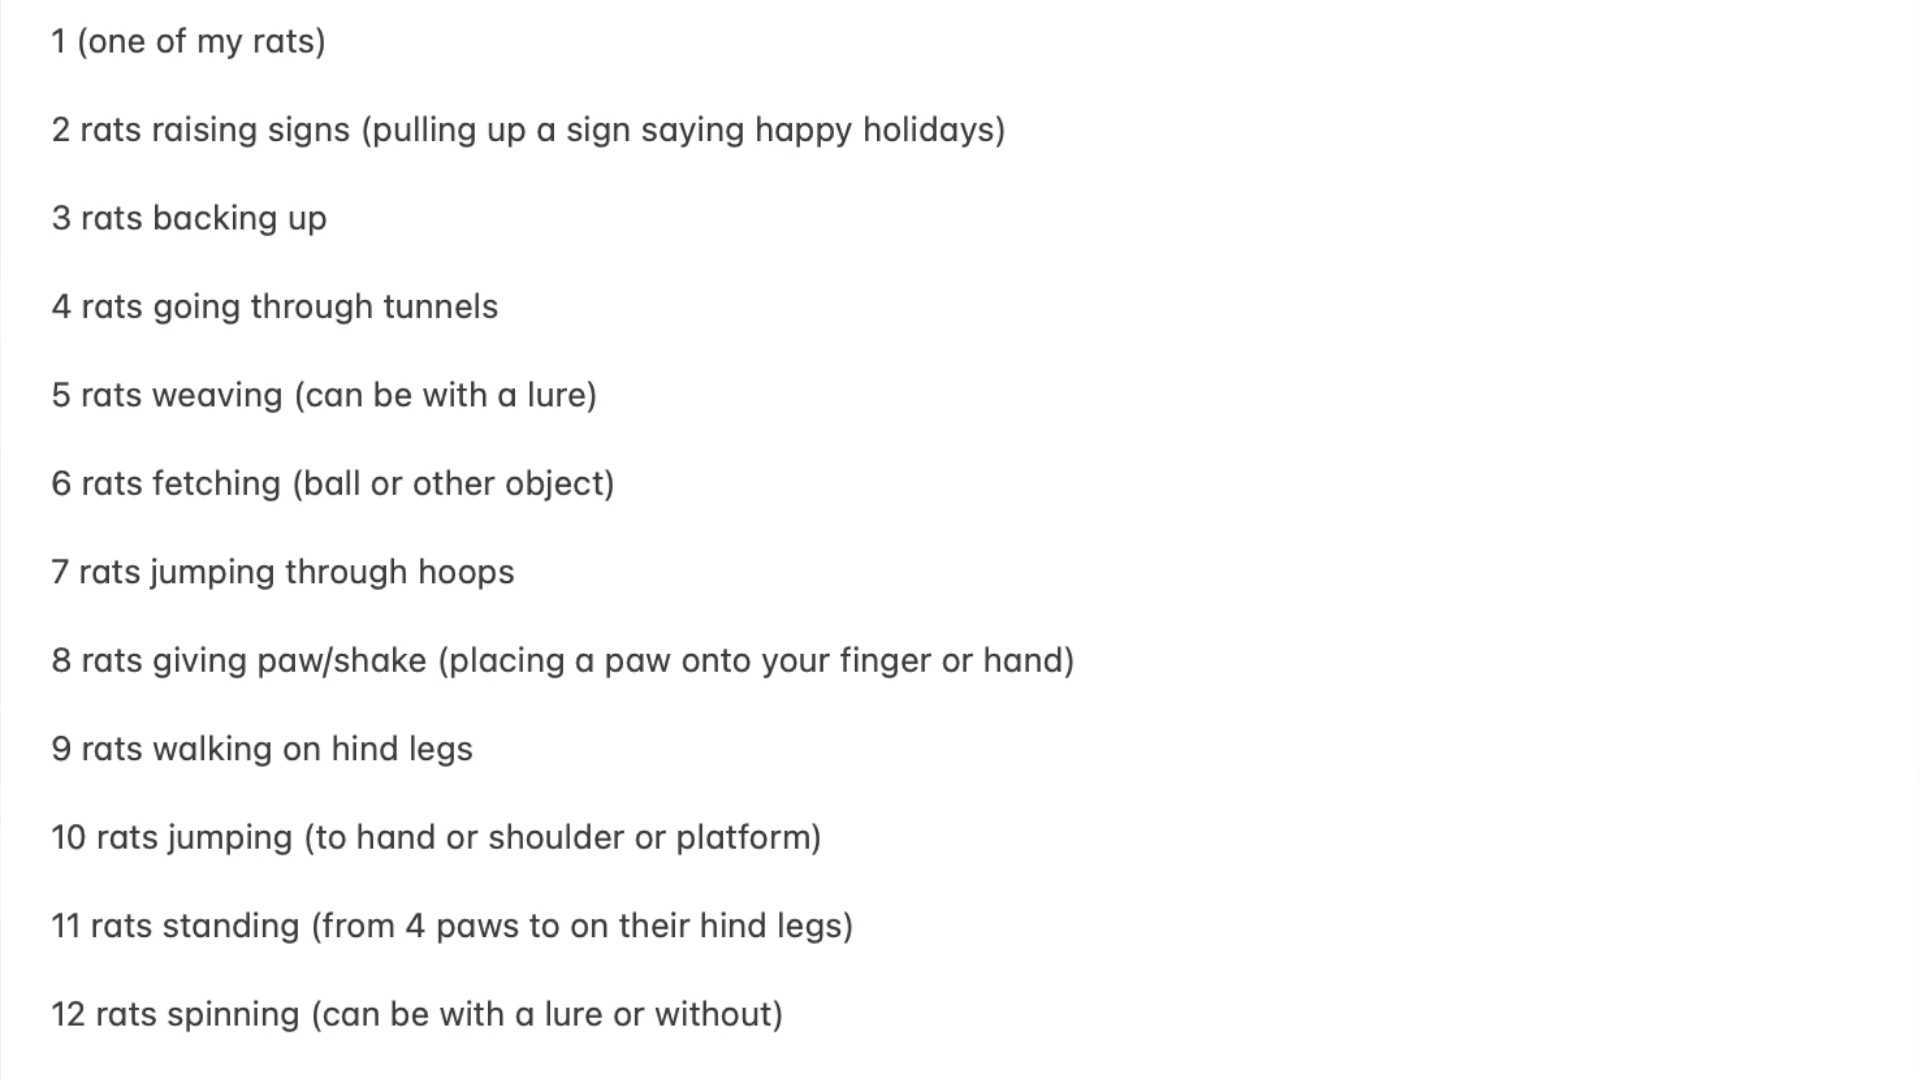 1 (one of my rats)
2 rats raising signs (pulling up a sign saying happy holidays)
3 rats backing up
4 rats going through tunnels
5 rats weaving (can be with a lure)
6 rats fetching (ball or other object)
7 rats jumping through hoops
8 rats giving paw/shake (placing a paw onto your finger or hand)
9 rats walking on hind legs
10 rats jumping (to hand or shoulder or platform)
11 rats standing (from 4 paws to on their hind legs)
12 rats spinning (can be with a lure or without)